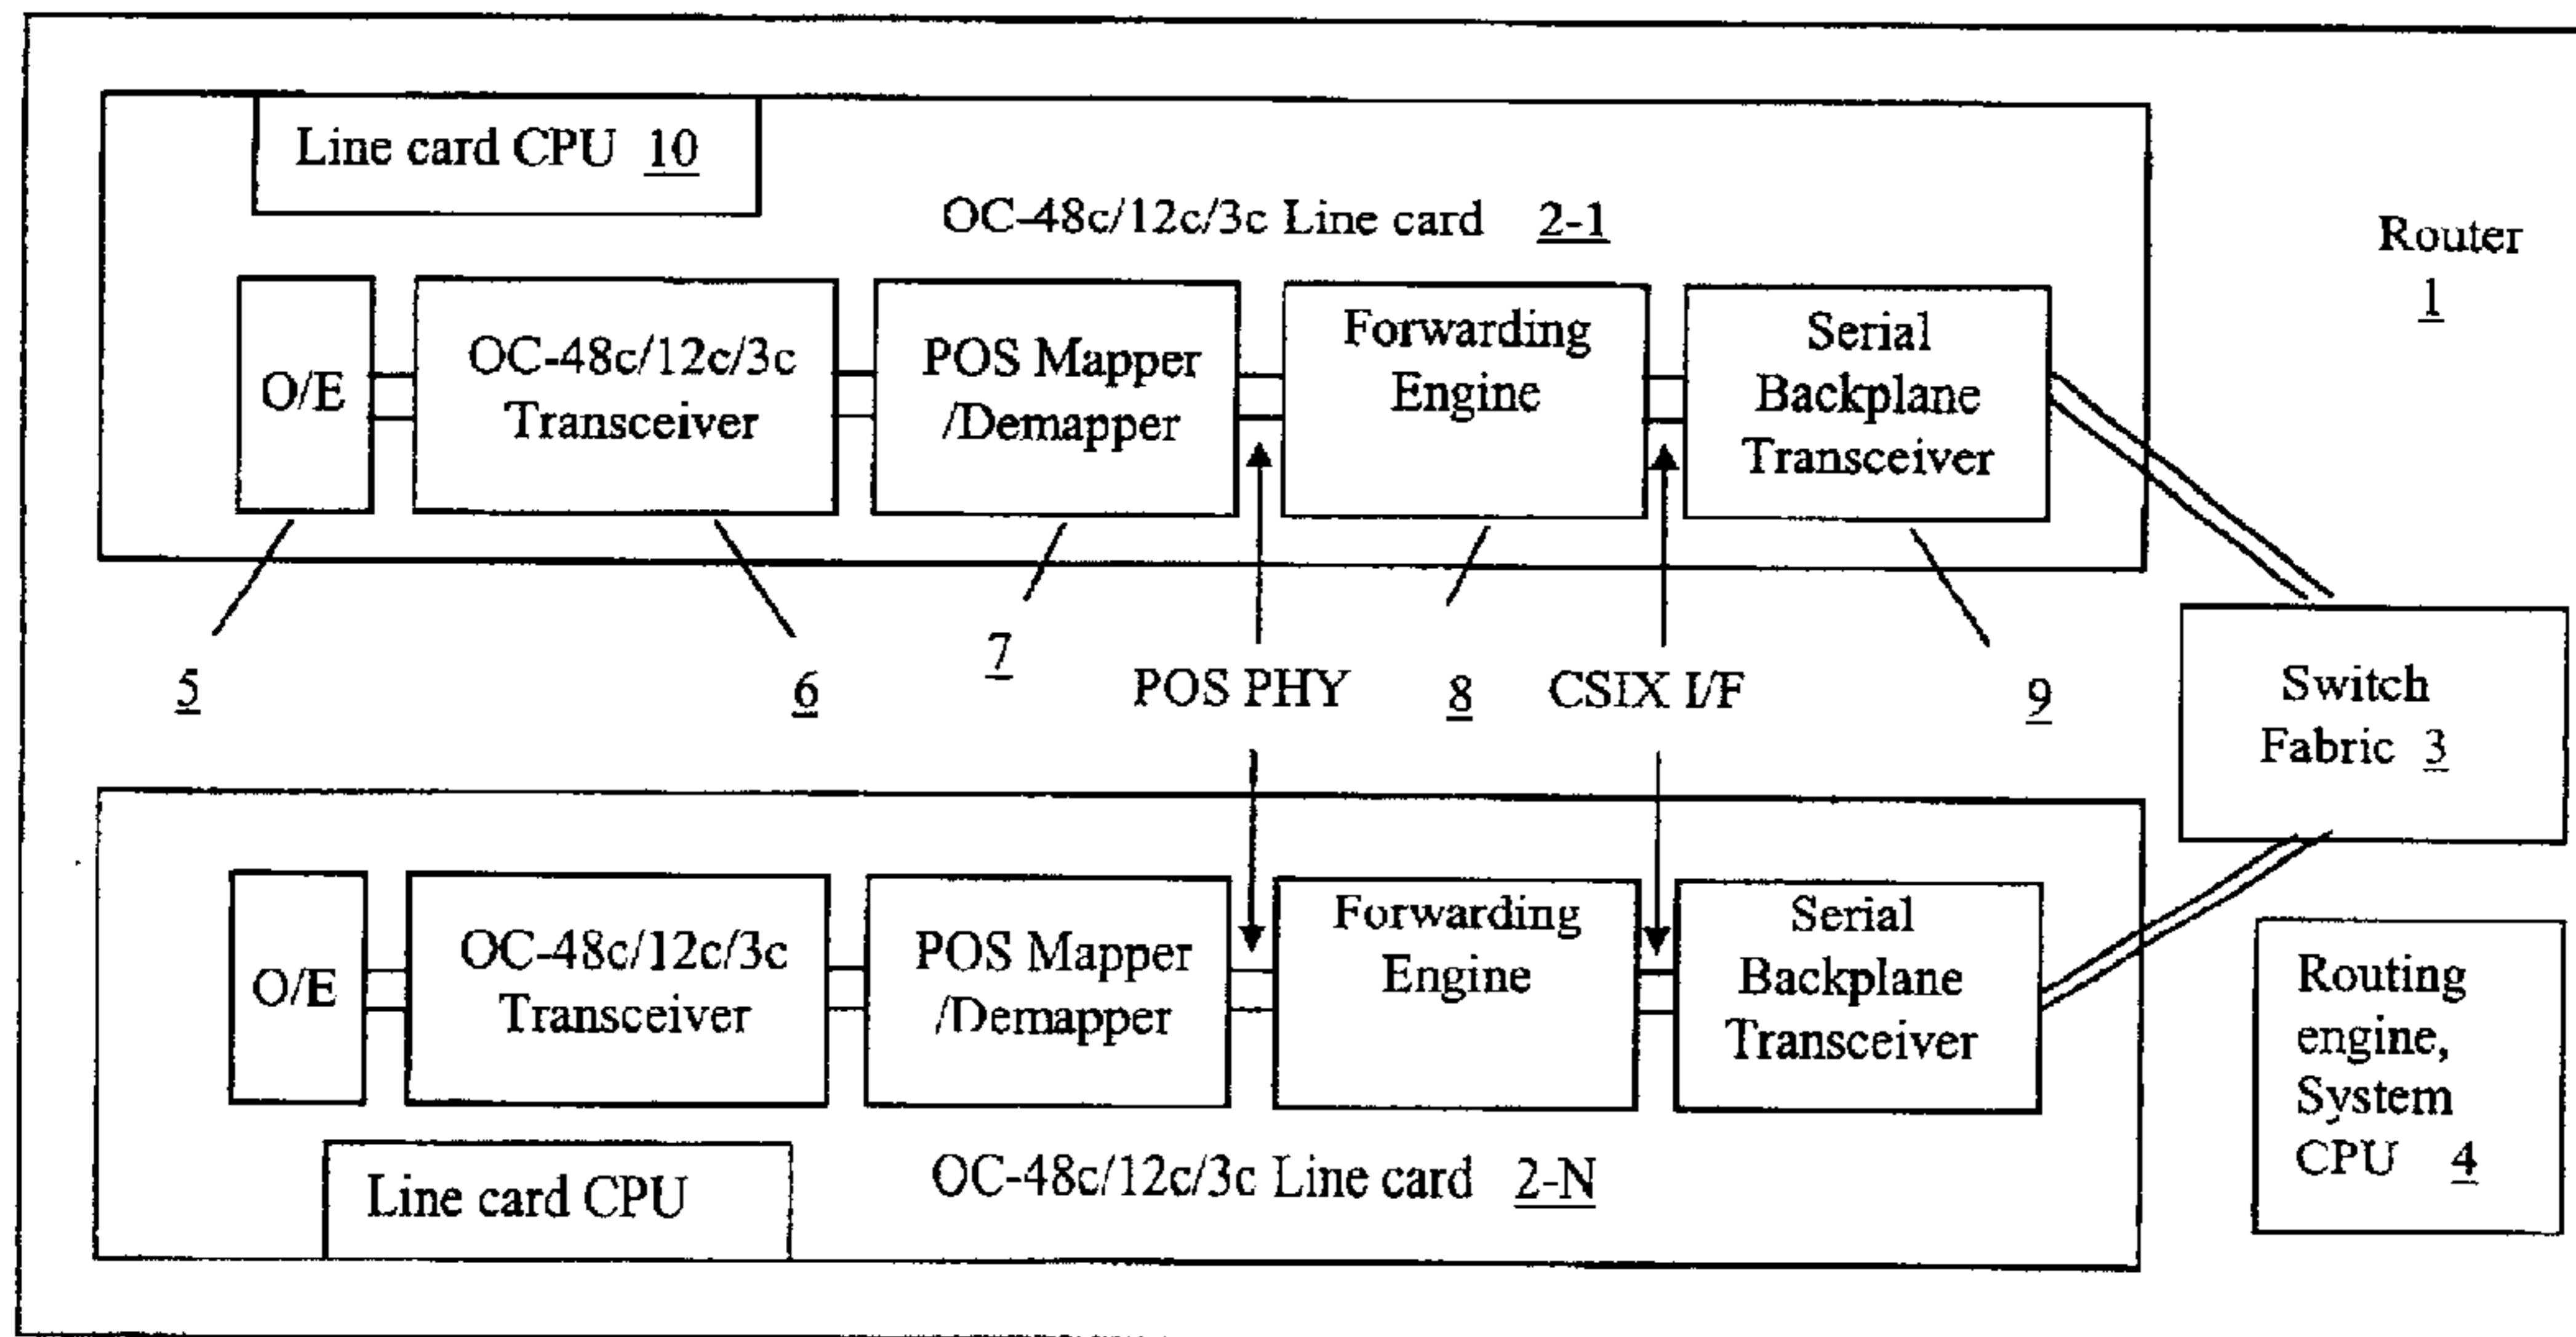 Line card CPU 10
OC-48c/12c/3c Line card 2-1
Router
1
O/E
OC-48c/12c/3c
Transceiver
POS Mapper
/Demapper
Forwarding
Engine
Serial
Backplane
Transceiver
5
6
7
POS PHY
8
CSIX I/F
9
Switch
Fabric 3
O/E
OC-48c/12c/3c
Transceiver
POS Mapper
/Demapper
Forwarding
Engine
Serial
Backplane
Transceiver
Routing
engine,
System
CPU 4
Line card CPU
OC-48c/12c/3c Line card 2-N